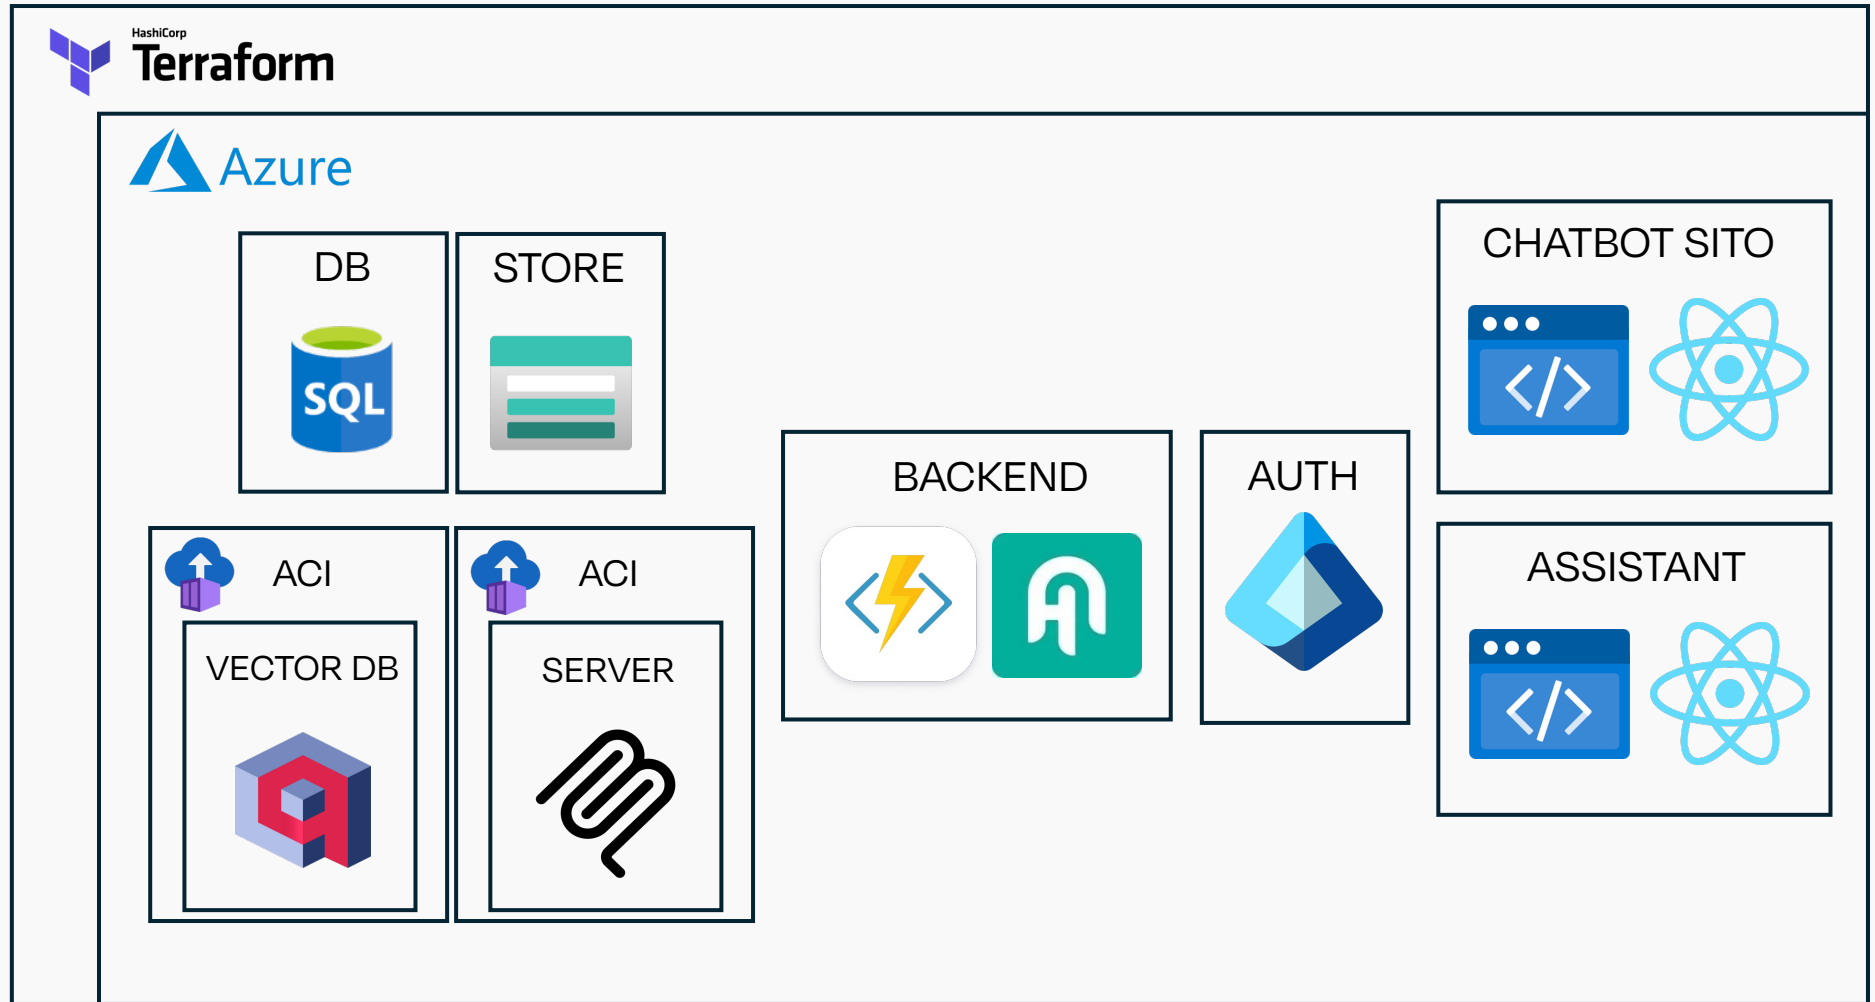 HashiCorp
Terraform
Azure
DB
STORE
SQL
CHATBOT SITO
</>
BACKEND
AUTH
ACI
ACI
VECTOR DB
SERVER
ASSISTANT
</>